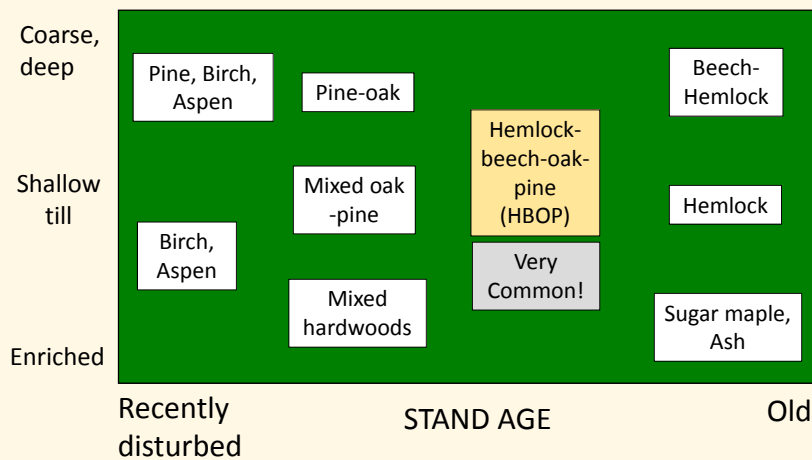 Coarse,
deep
Pine, Birch,
Aspen
Pine-oak
Beech-
Hemlock
Hemlock-
beech-oak-
pine
(HBOP)
Shallow
till
Mixed oak
-pine
Hemlock
Birch,
Aspen
Very
Common!
Mixed
hardwoods
Sugar maple,
Ash
Enriched
Recently
disturbed
STAND AGE
Old